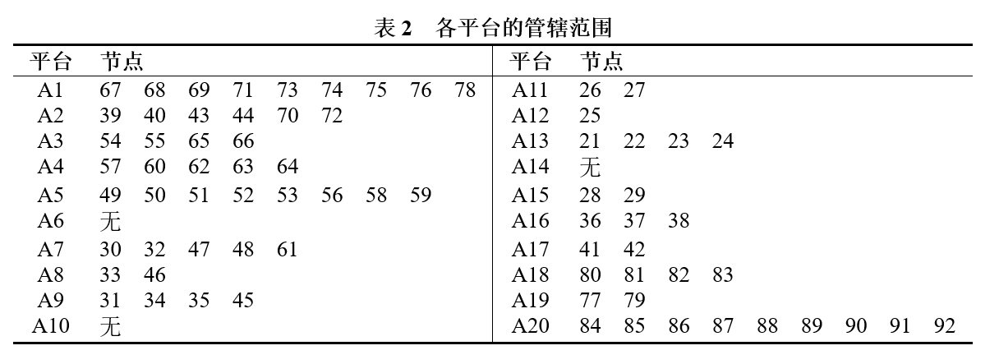 表 2 各平台的管辖范围
平台 节点 平台 节点
A1 67 68 69 71 73 74 75 76 78 A11 26 27
A2 39 40 43 44 70 72 A12 25
A3 54 55 65 66 A13 21 22 23 24
A4 57 60 62 63 64 A14 无
A5 49 50 51 52 53 56 58 59 A15 28 29
A6 无 A16 36 37 38
A7 30 32 47 48 61 A17 41 42
A8 33 46 A18 80 81 82 83
A9 31 34 35 45 A19 77 79
A10 无 A20 84 85 86 87 88 89 90 91 92